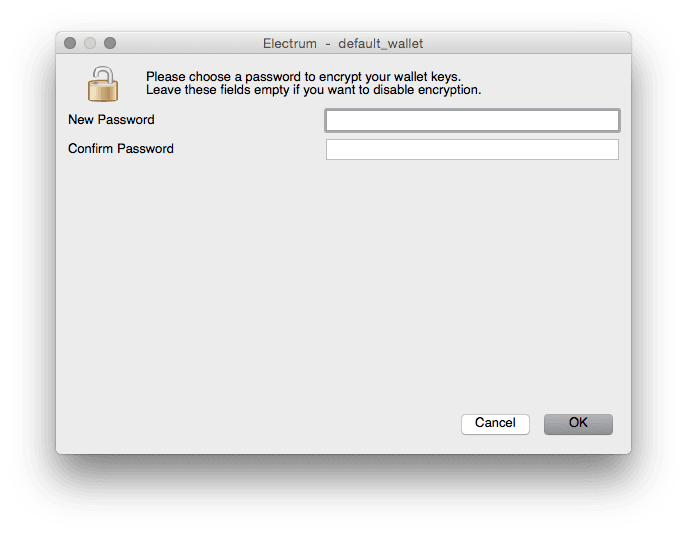 Electrum - default_wallet
Please choose a password to encrypt your wallet keys.
Leave these fields empty if you want to disable encryption.
New Password
Confirm Password
Cancel
OK